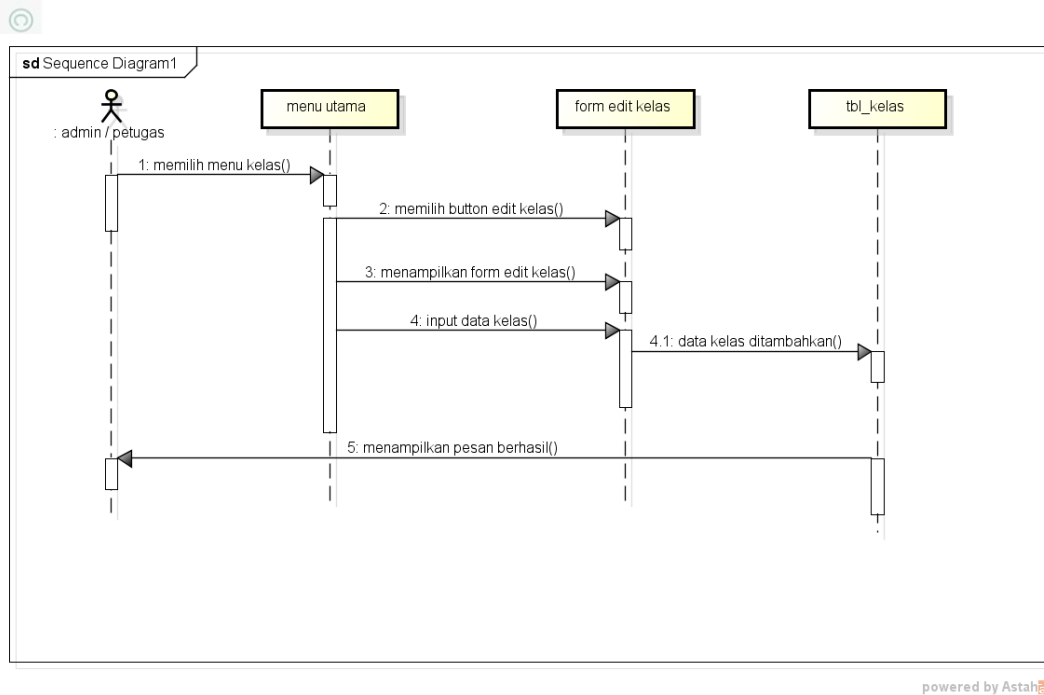 ©
sd Sequence Diagram1
: admin / petugas
menu utama
form edit kelas
tbl_kelas
1: memilih menu kelas()
2: memilih button edit kelas()
3: menampilkan form edit kelas()
4: input data kelas()
4.1: data kelas ditambahkan()
5: menampilkan pesan berhasil()
powered by Astah